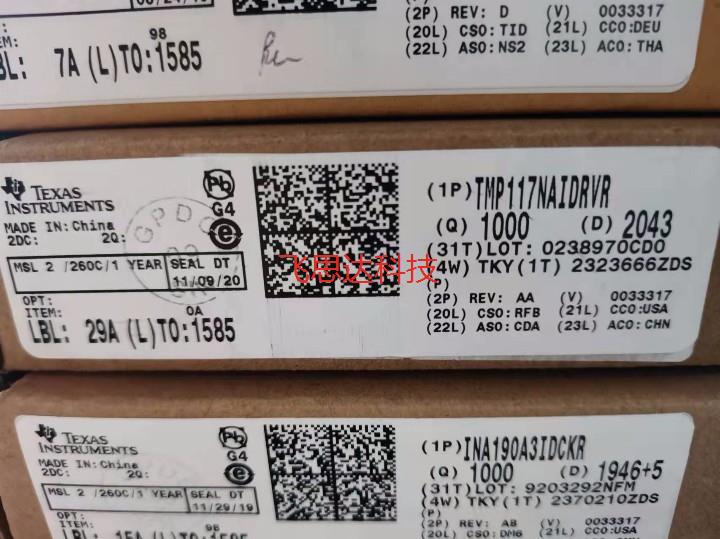 98
7A (L)TO:1585
(2P) REV: D (V) 0033317
(20L) CSO:TID (21L) CCO:DEU
(22L) ASO:NS2 (23L) ACO:THA
TEXAS
INSTRUMENTS
MADE IN:China
2DC: 2Q:
Pb
G4
e
MSL 2 /260C/1 YEAR
SEAL DT
11/09/20
OPT:
ITEM:
0A
LBL: 29A (L)TO:1585
(1P) TMP117NAIDRVR
(Q) 1000 (D) 2043
(31T)LOT: 0238970CD0
(4W) TKY(1T) 2323666ZDS
P)
(2P) REV: AA (V) 0033317
(20L) CSO:RFB (21L) CCO:USA
(22L) ASO:CDA (23L) ACO:CHN
飞思达科技
TEXAS
INSTRUMENTS
MADE IN:China
2DC: 2Q:
Pb
G4
e
MSL 2 /260C/1 YEAR
SEAL DT
11/29/19
OPT:
ITEM:
98
(1P) INA190A3IDCKR
(Q) 1000 (D) 1946+5
(31T)LOT: 9203292NFM
(4W) TKY(1T) 2370210ZDS
(P)
(2P) REV: AB (V) 0033317
(20L) CSO:DM6 (21L) CCO:USA